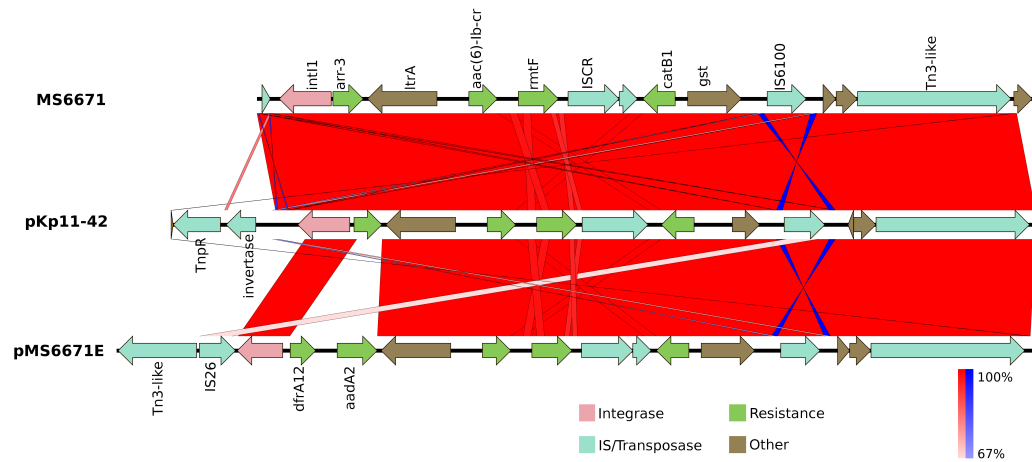 intI1
arr-3
ltrA
aac(6)-Ib-cr
rmtF
ISCR
catB1
gst
IS6100
Tn3-like
MS6671
pKp11-42
TnpR
invertase
pMS6671E
Tn3-like
IS26
dfrA12
aadA2
100%
67%
Integrase
Resistance
IS/Transposase
Other